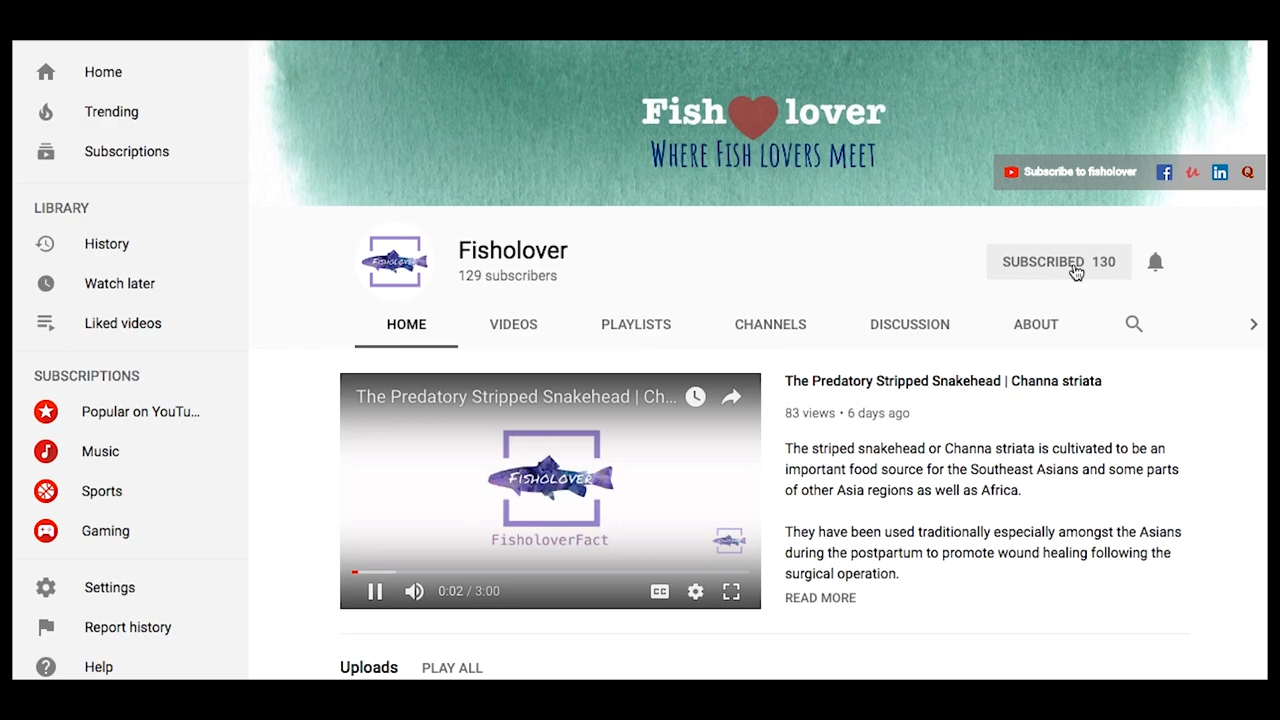 Home
Trending
Subscriptions
LIBRARY
History
Watch later
Liked videos
SUBSCRIPTIONS
Popular on YouTu...
Music
Sports
Gaming
Settings
Report history
Help
Fish lover
WHERE FISH LOVERS MEET
Subscribe to fisholover
Fisholover
129 subscribers
SUBSCRIBED 130
HOME VIDEOS PLAYLISTS CHANNELS DISCUSSION ABOUT
The Predatory Stripped Snakehead | Ch...
FISHOLOVER
FisholoverFact
CC
0:02 / 3:00
The Predatory Stripped Snakehead | Channa striata
83 views • 6 days ago
The striped snakehead or Channa striata is cultivated to be an
important food source for the Southeast Asians and some parts
of other Asia regions as well as Africa.
They have been used traditionally especially amongst the Asians
during the postpartum to promote wound healing following the
surgical operation.
READ MORE
Uploads PLAY ALL